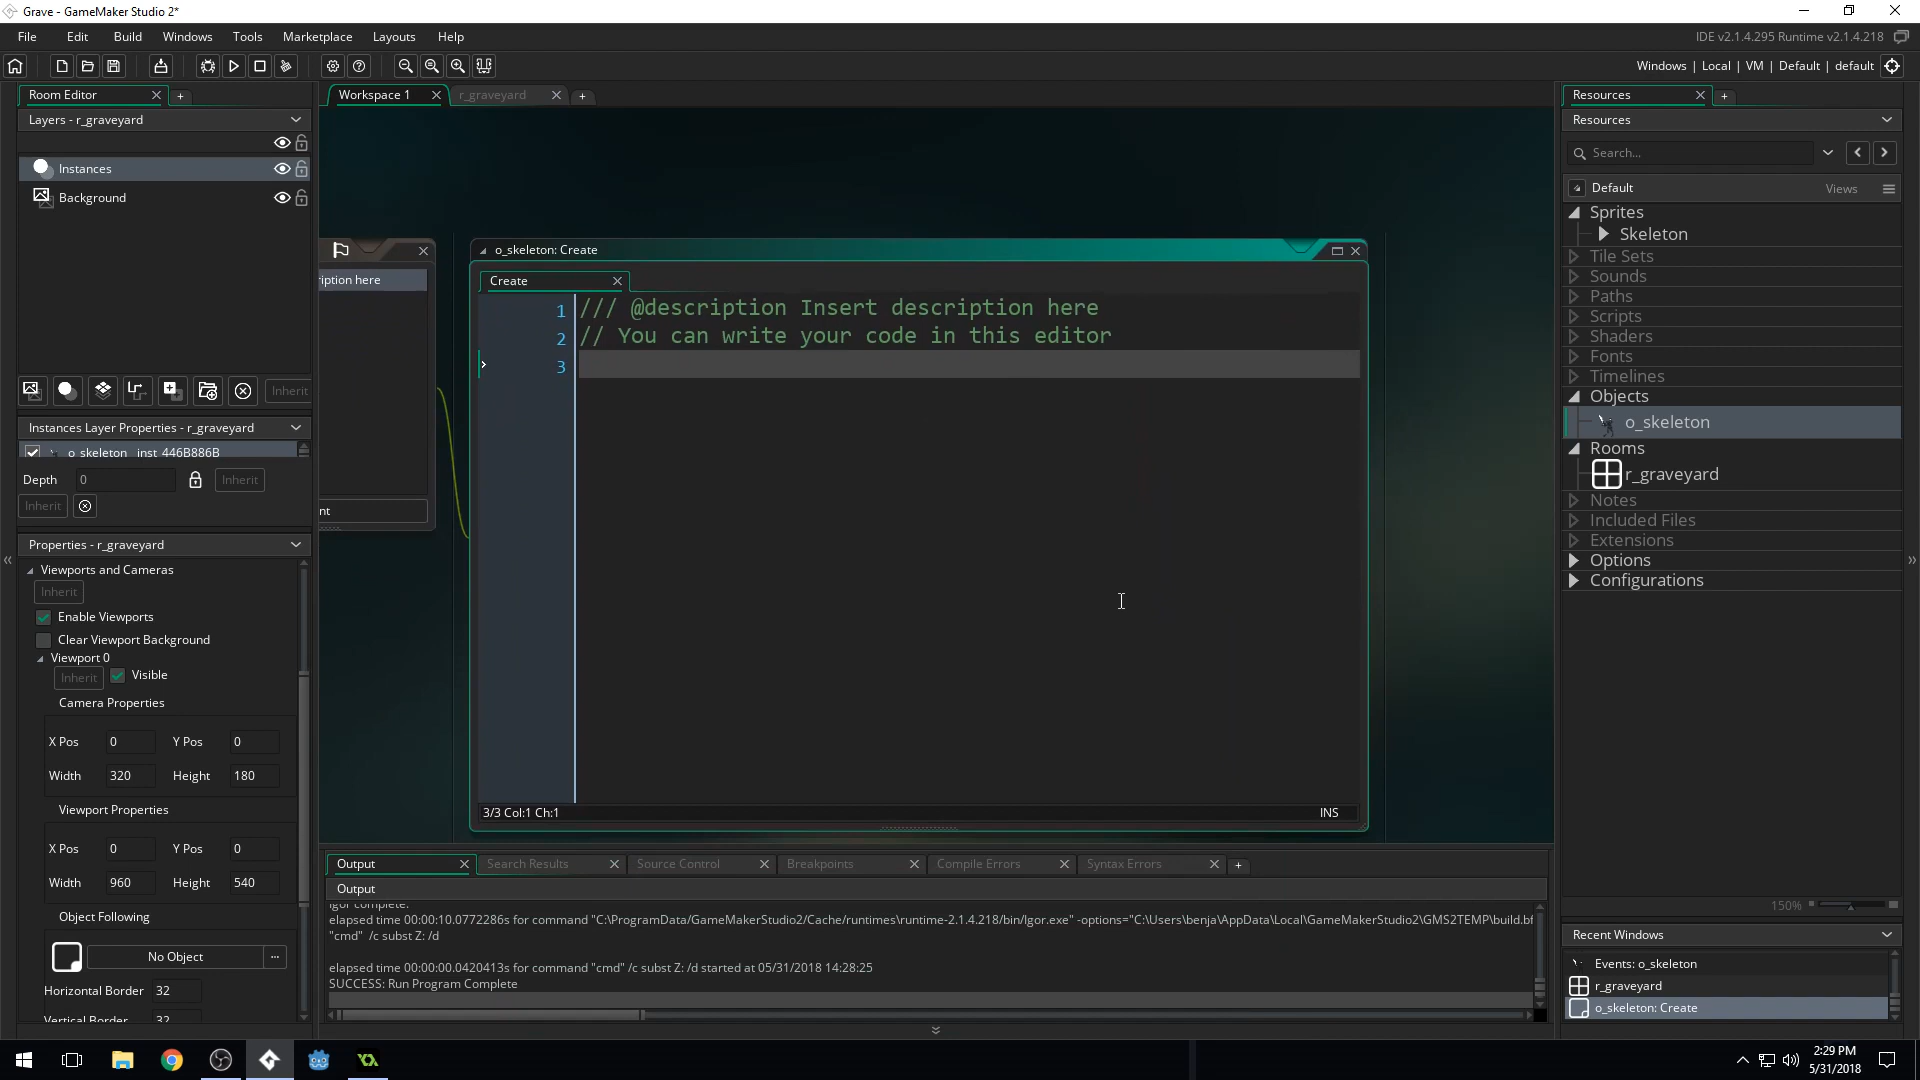 Grave - GameMaker Studio 2*
File Edit Build Windows Tools Marketplace Layouts Help
IDE v2.1.4.295 Runtime v2.1.4.218
Windows | Local | VM | Default | default
Room Editor
Workspace 1
r_graveyard
Resources
Layers - r_graveyard
Resources
Search...
Instances
Background
Default
Views
Sprites
Skeleton
Tile Sets
Sounds
Paths
Scripts
Shaders
Fonts
Timelines
Objects
o_skeleton
Rooms
r_graveyard
Notes
Included Files
Extensions
Options
Configurations
ription here
nt
o_skeleton: Create
Create
1 /// @description Insert description here
2 // You can write your code in this editor
3
3/3 Col:1 Ch:1
INS
Inherit
Instances Layer Properties - r_graveyard
o_skeleton inst_446B886B
Depth 0 Inherit
Inherit
Properties - r_graveyard
Viewports and Cameras
Inherit
Enable Viewports
Clear Viewport Background
Viewport 0
Inherit Visible
Camera Properties
X Pos 0 Y Pos 0
Width 320 Height 180
Viewport Properties
X Pos 0 Y Pos 0
Width 960 Height 540
Object Following
No Object ...
Horizontal Border 32
Vertical Border 32
Output Search Results Source Control Breakpoints Compile Errors Syntax Errors
Output
Igor complete.
elapsed time 00:00:10.0772286s for command "C:\ProgramData/GameMakerStudio2/Cache/runtimes\runtime-2.1.4.218/bin/Igor.exe" -options="C:\Users\benja\AppData\Local\GameMakerStudio2\GMS2TEMP\build.bf
"cmd" /c subst Z: /d
elapsed time 00:00:00.0420413s for command "cmd" /c subst Z: /d started at 05/31/2018 14:28:25
SUCCESS: Run Program Complete
150%
Recent Windows
Events: o_skeleton
r_graveyard
o_skeleton: Create
2:29 PM
5/31/2018